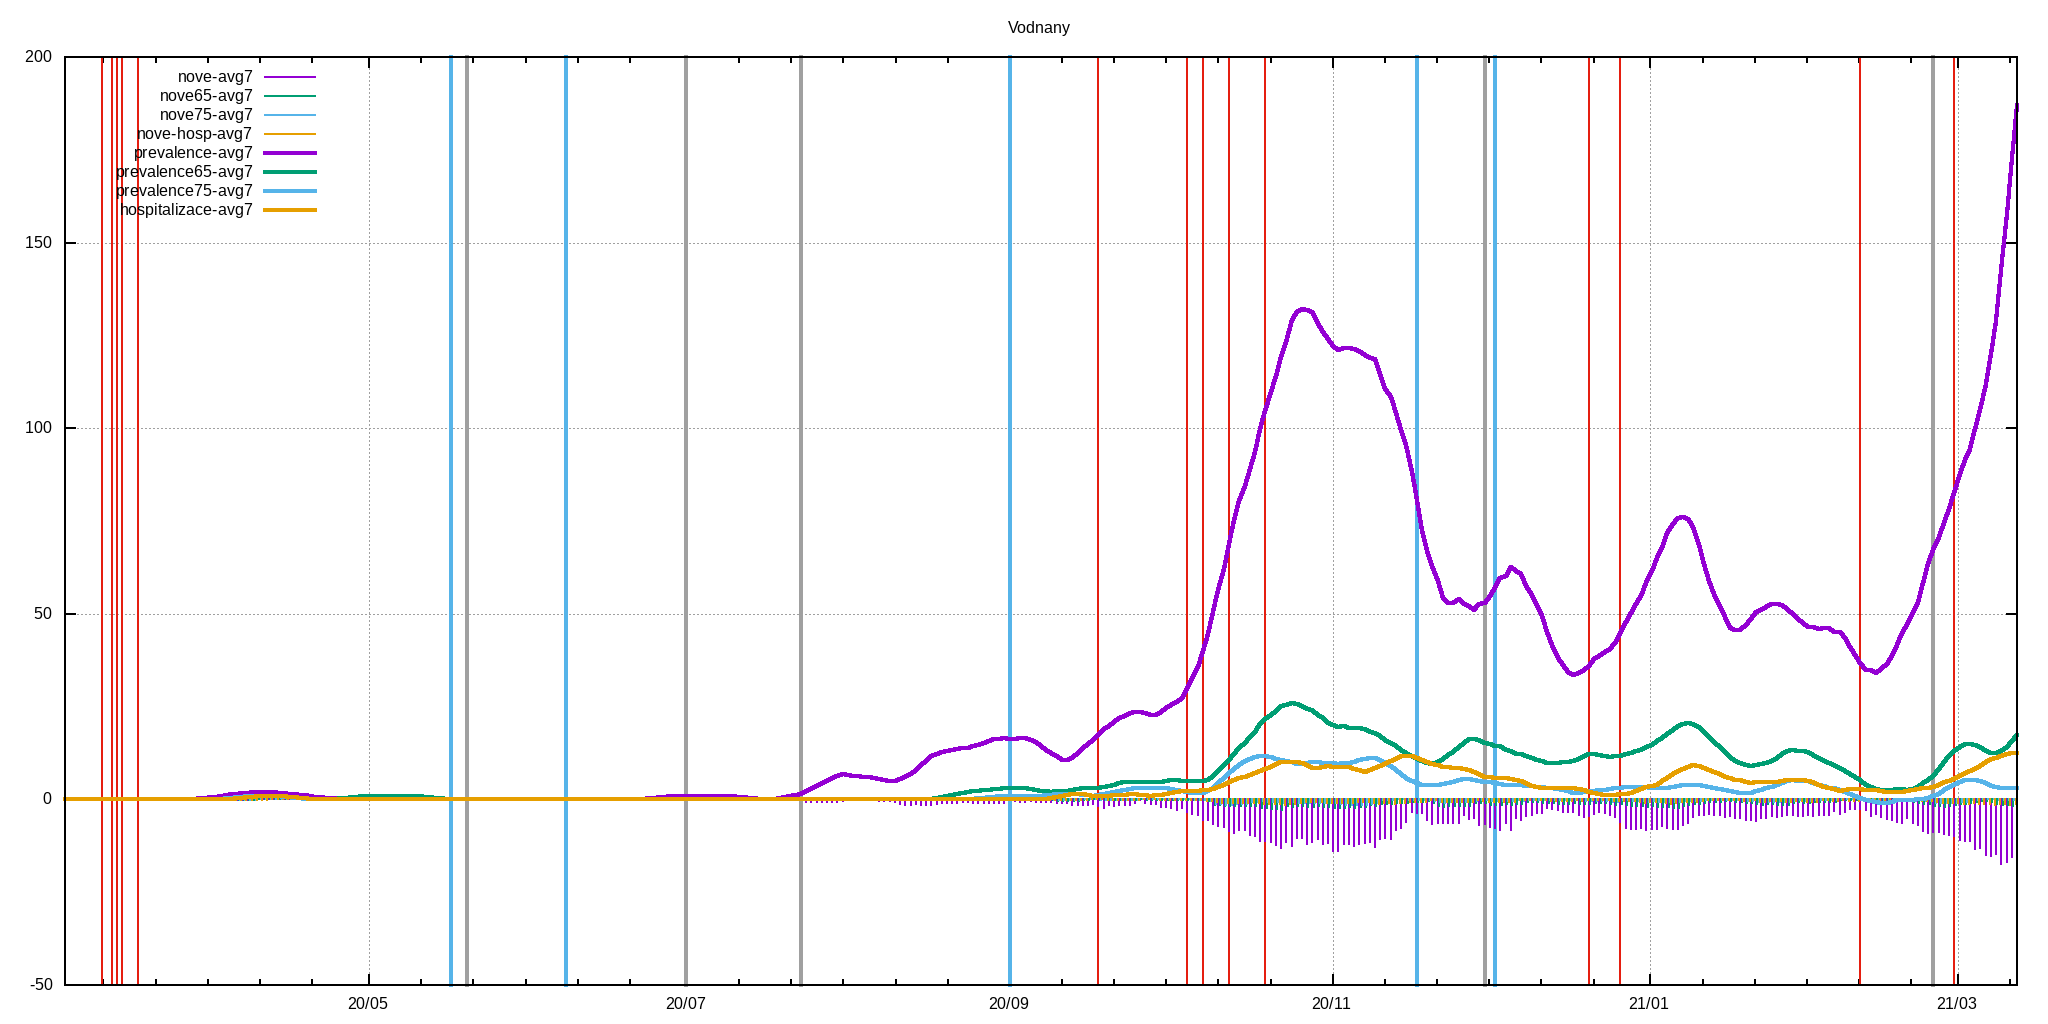 Vodnany
200
150
100
50
0
-50
nove-avg7
nove65-avg7
nove75-avg7
nove-hosp-avg7
prevalence-avg7
prevalence65-avg7
prevalence75-avg7
hospitalizace-avg7
20/05 20/07 20/09 20/11 21/01 21/03